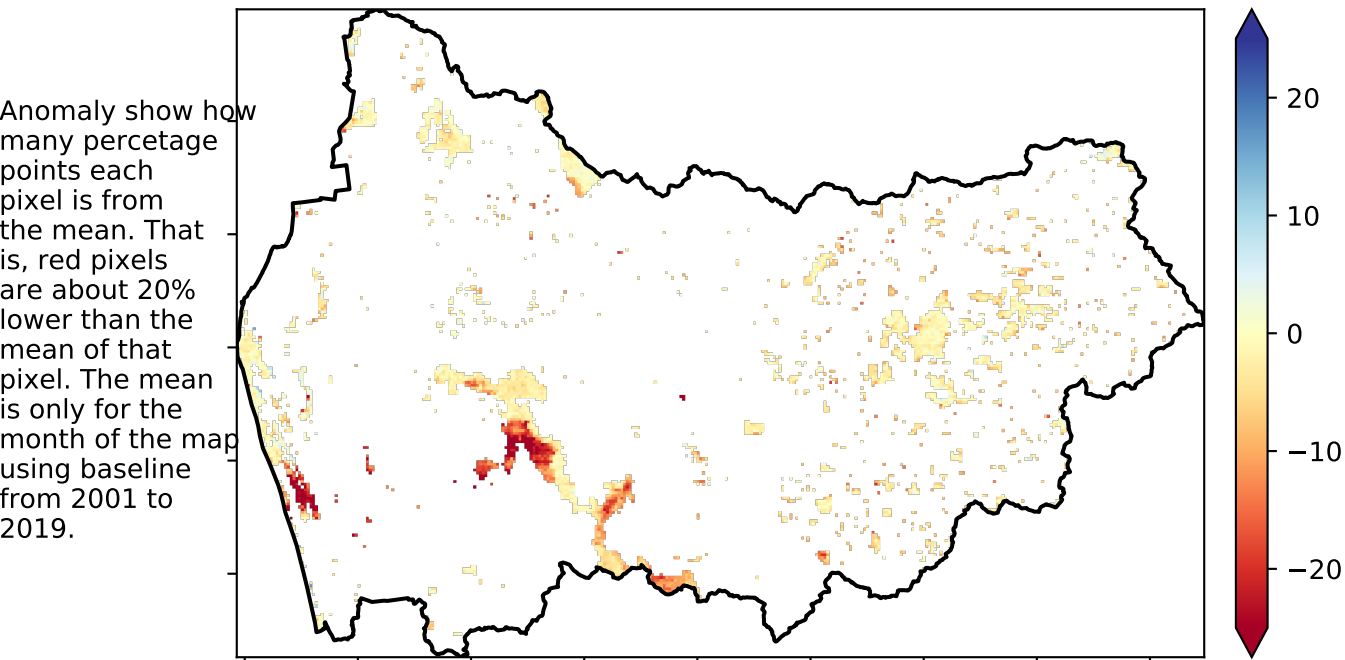 Anomaly show how
many percetage
points each
pixel is from
the mean. That
is, red pixels
are about 20%
lower than the
mean of that
pixel. The mean
is only for the
month of the map
using baseline
from 2001 to
2019.
20
10
0
−10
−20